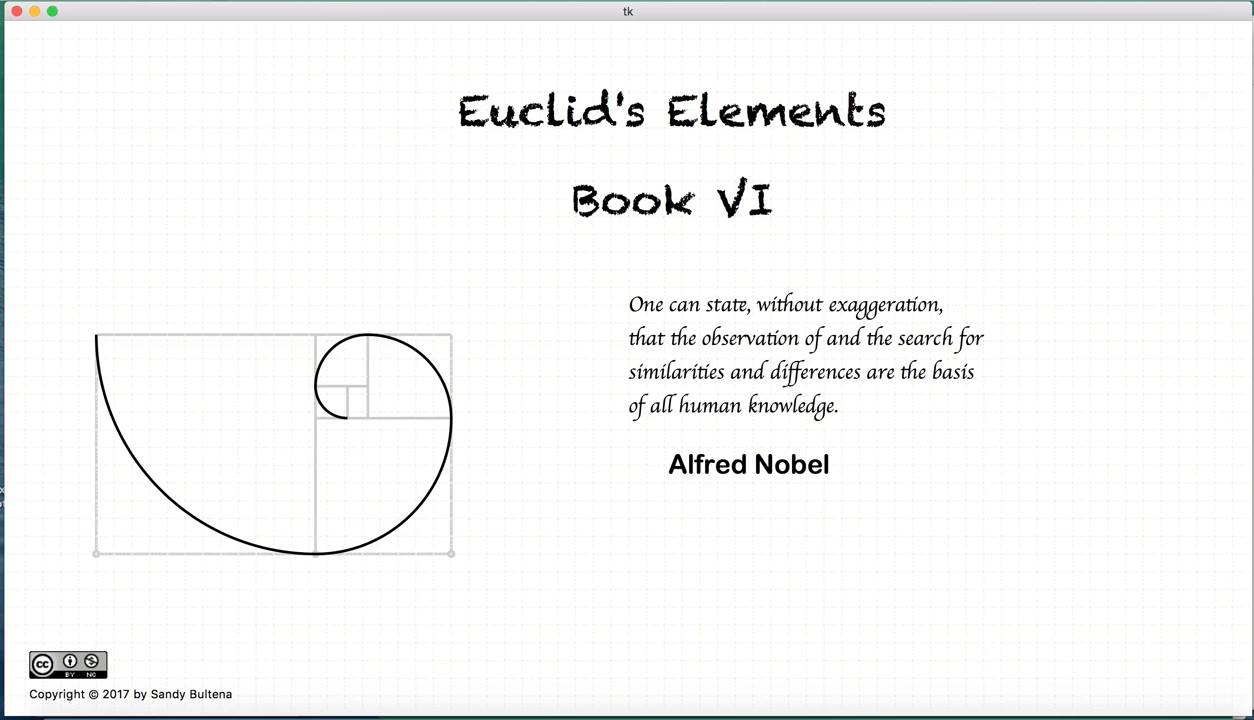 tk
Euclid's Elements
Book VI
One can state, without exaggeration,
that the observation of and the search for
similarities and differences are the basis
of all human knowledge.
Alfred Nobel
cc
BY NC
Copyright © 2017 by Sandy Bultena